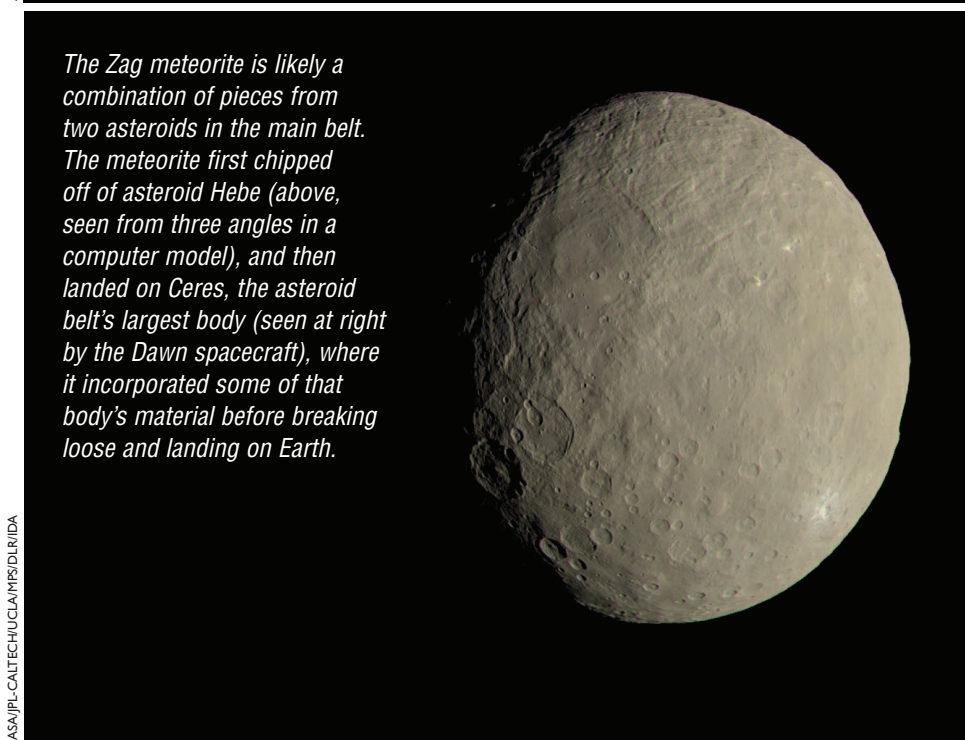 The Zag meteorite is likely a
combination of pieces from
two asteroids in the main belt.
The meteorite first chipped
off of asteroid Hebe (above,
seen from three angles in a
computer model), and then
landed on Ceres, the asteroid
belt’s largest body (seen at right
by the Dawn spacecraft), where
it incorporated some of that
body’s material before breaking
loose and landing on Earth.
ASA/JPL-CALTECH/UCLA/MPS/DLR/IDA